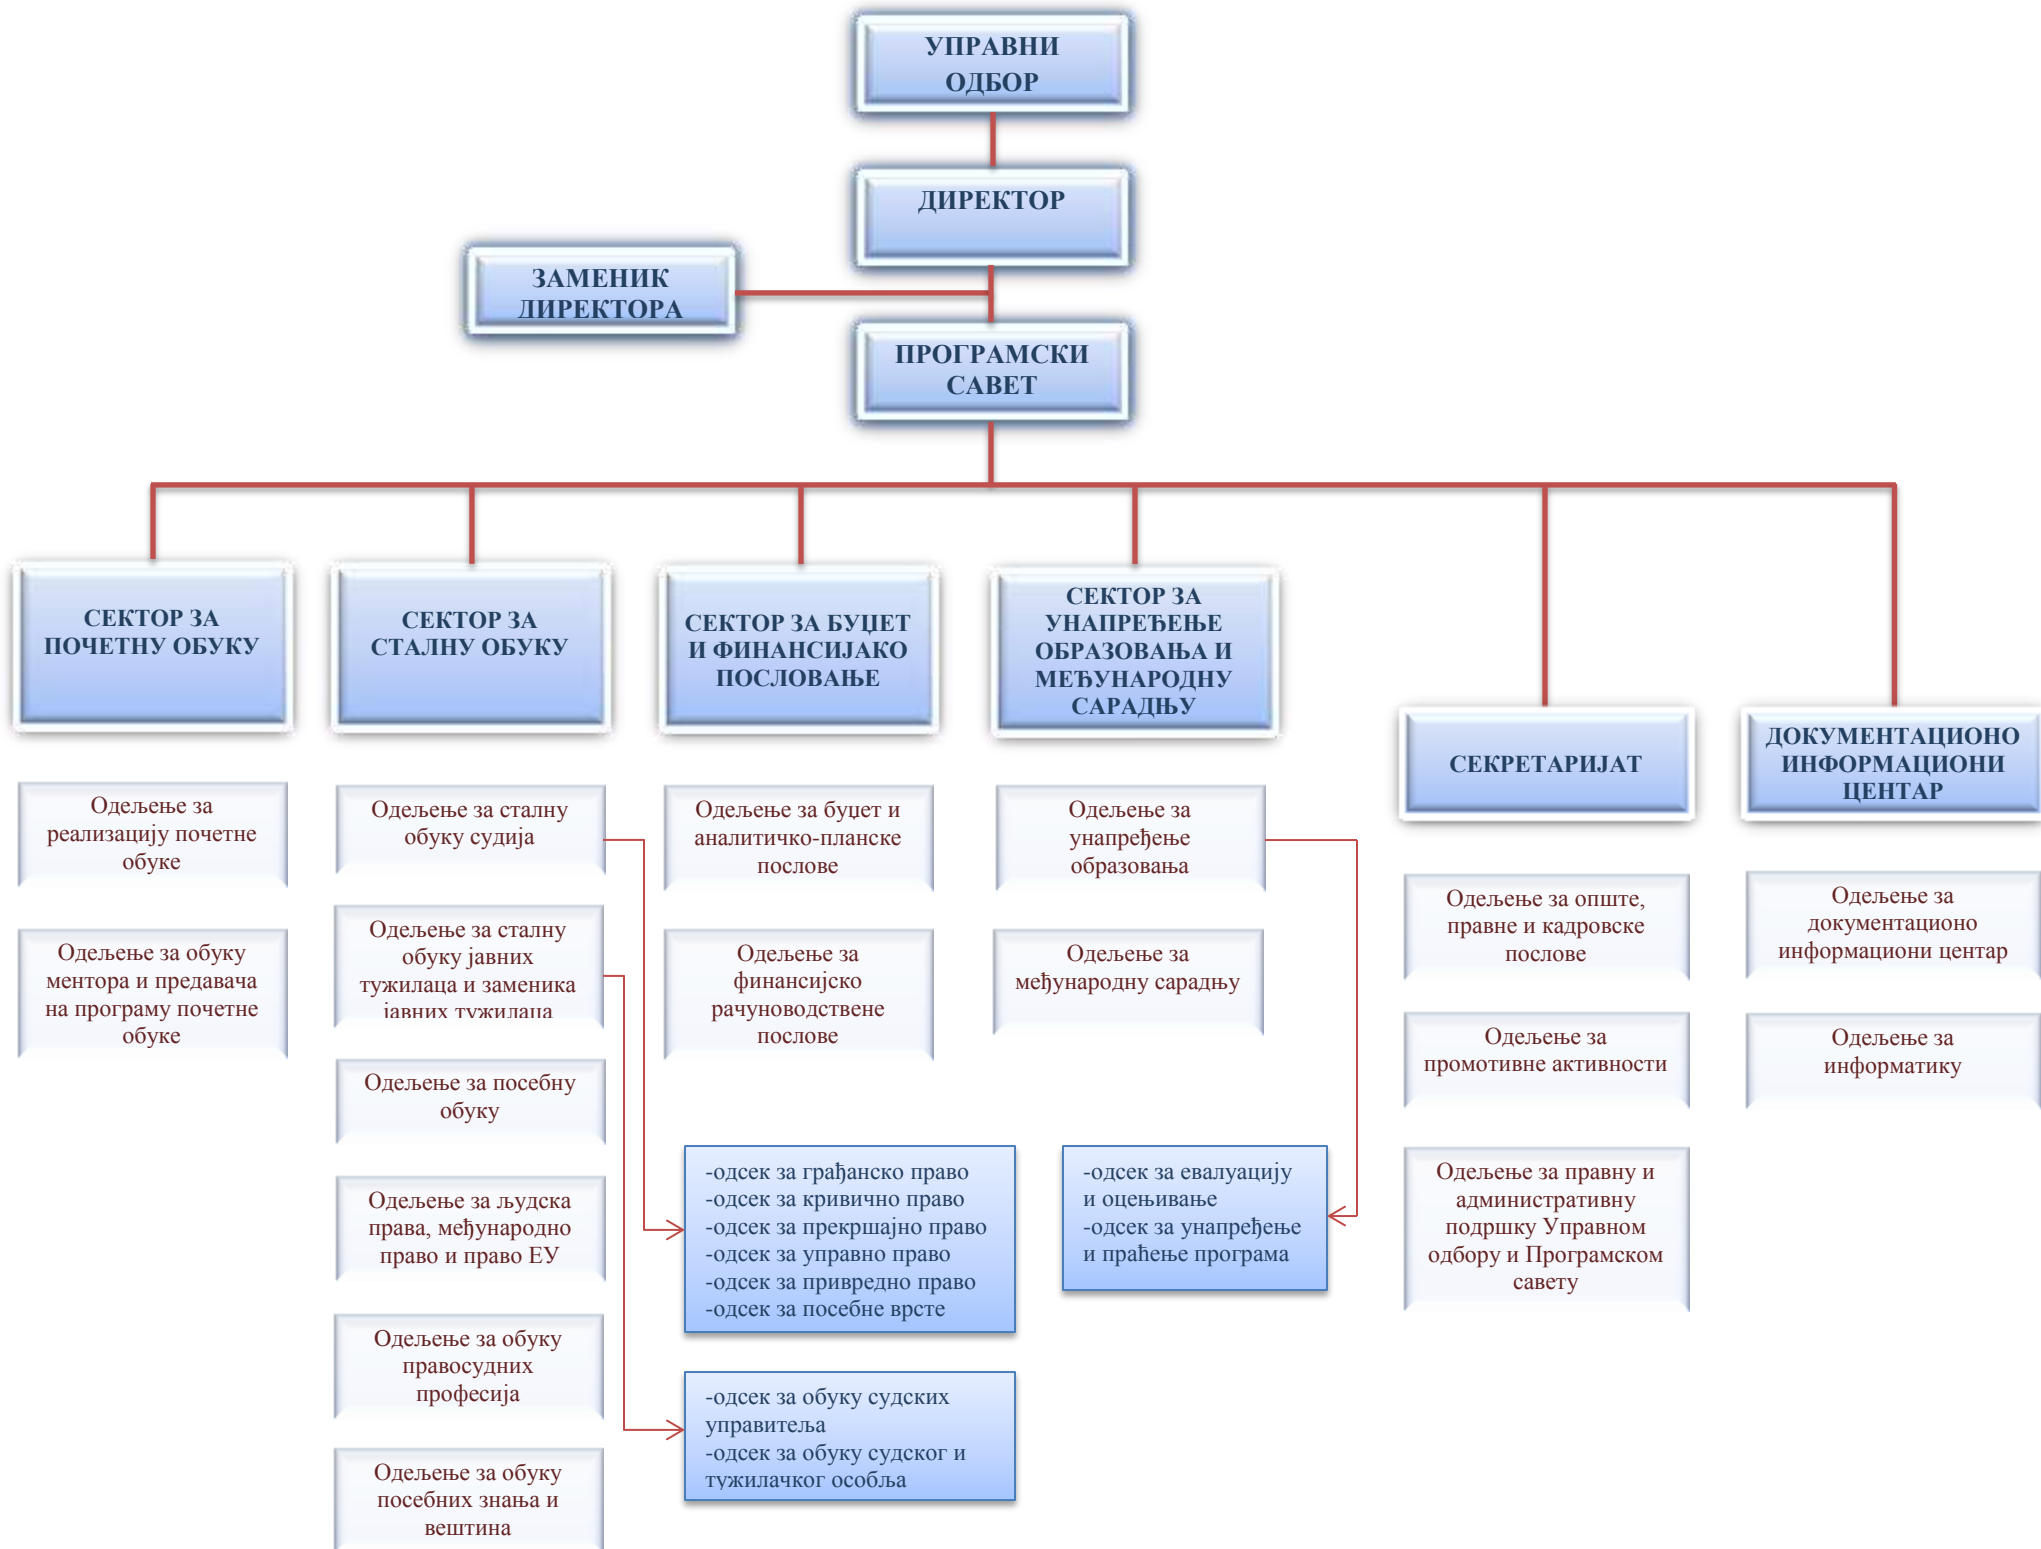 УПРАВНИ
ОДБОР
ДИРЕКТОР
ЗАМЕНИК
ДИРЕКТОРА
ПРОГРАМСКИ
САВЕТ
СЕКТОР ЗА
ПОЧЕТНУ ОБУКУ
СЕКТОР ЗА
СТАЛНУ ОБУКУ
СЕКТОР ЗА БУЏЕТ
И ФИНАНСИЈАКО
ПОСЛОВАЊЕ
СЕКТОР ЗА
УНАПРЕЂЕЊЕ
ОБРАЗОВАЊА И
МЕЂУНАРОДНУ
САРАДЊУ
СЕКРЕТАРИЈАТ
ДОКУМЕНТАЦИОНО
ИНФОРМАЦИОНИ
ЦЕНТАР
Одељење за
реализацију почетне
обуке
Одељење за обуку
ментора и предавача
на програму почетне
обуке
Одељење за сталну
обуку судија
Одељење за сталну
обуку јавних
тужилаца и заменика
јавних тужилаца
Одељење за посебну
обуку
Одељење за људска
права, међународно
право и право ЕУ
Одељење за обуку
правосудних
професија
Одељење за обуку
посебних знања и
вештина
Одељење за буџет и
аналитичко-планске
послове
Одељење за
финансијско
рачуноводствене
послове
-одсек за грађанско право
-одсек за кривично право
-одсек за прекршајно право
-одсек за управно право
-одсек за привредно право
-одсек за посебне врсте
-одсек за обуку судских
управитеља
-одсек за обуку судског и
тужилачког особља
Одељење за
унапређење
образовања
Одељење за
међународну сарадњу
-одсек за евалуацију
и оцењивање
-одсек за унапређење
и праћење програма
Одељење за опште,
правне и кадровске
послове
Одељење за
промотивне активности
Одељење за правну и
административну
подршку Управном
одбору и Програмском
савету
Одељење за
документационо
информациони центар
Одељење за
информатику